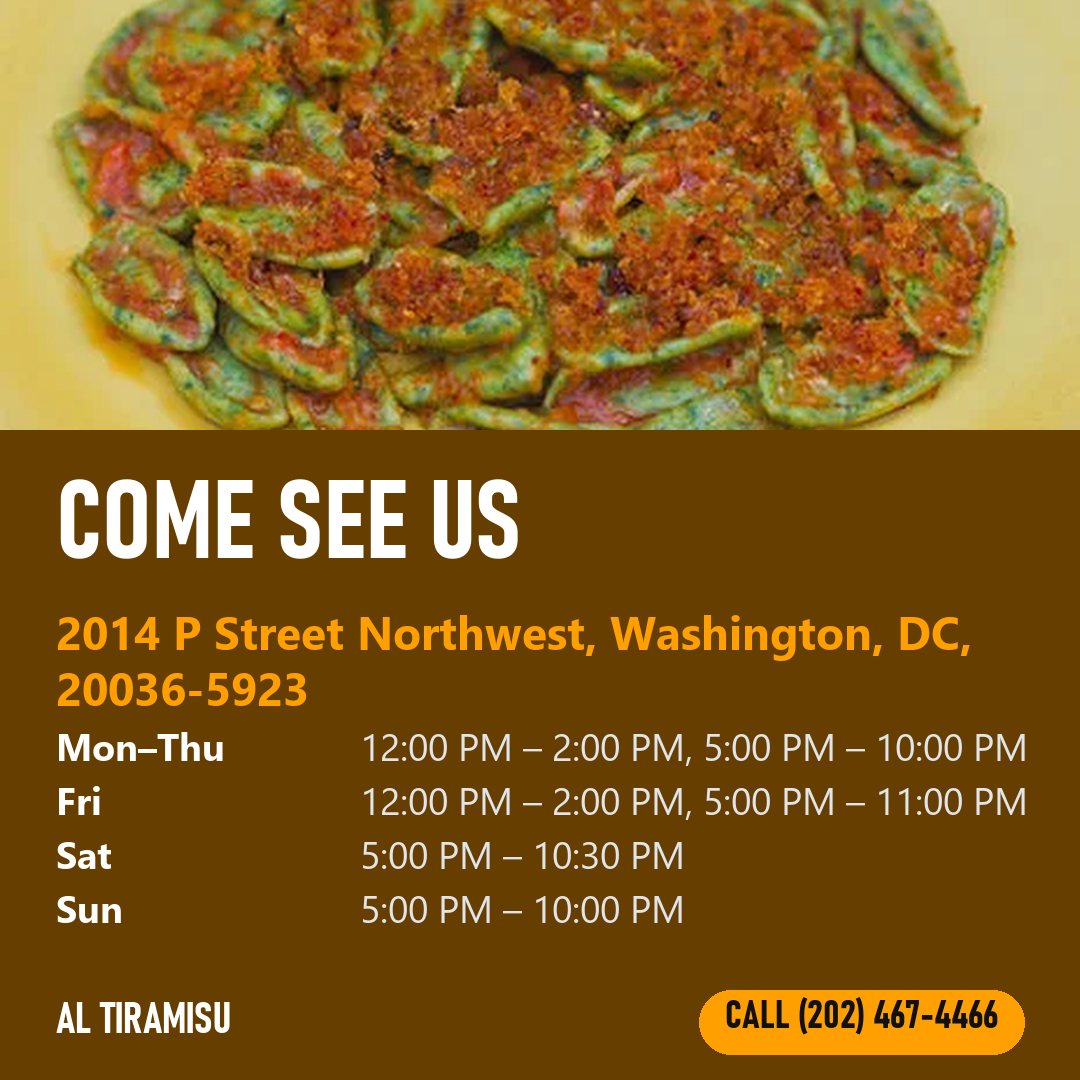 COME SEE US
2014 P Street Northwest, Washington, DC,
20036-5923
Mon–Thu 12:00 PM – 2:00 PM, 5:00 PM – 10:00 PM
Fri 12:00 PM – 2:00 PM, 5:00 PM – 11:00 PM
Sat 5:00 PM – 10:30 PM
Sun 5:00 PM – 10:00 PM
AL TIRAMISU
CALL (202) 467-4466